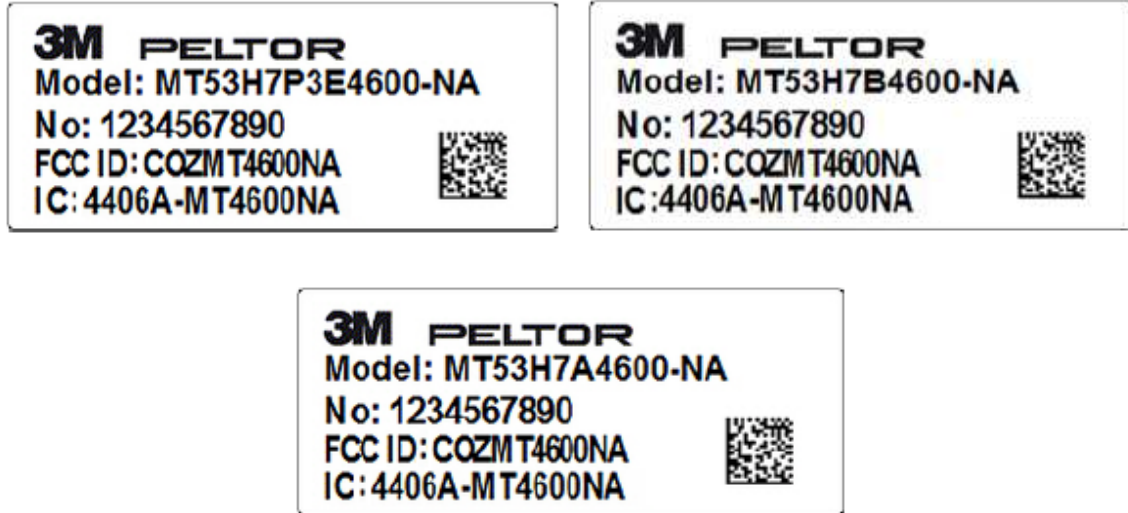 3M PELTOR
Model: MT53H7P3E4600-NA
No: 1234567890
FCC ID: COZMT4600NA
IC: 4406A-MT4600NA
3M PELTOR
Model: MT53H7B4600-NA
No: 1234567890
FCC ID: COZMT4600NA
IC:4406A-MT4600NA
3M PELTOR
Model: MT53H7A4600-NA
No: 1234567890
FCC ID: COZMT4600NA
IC:4406A-MT4600NA